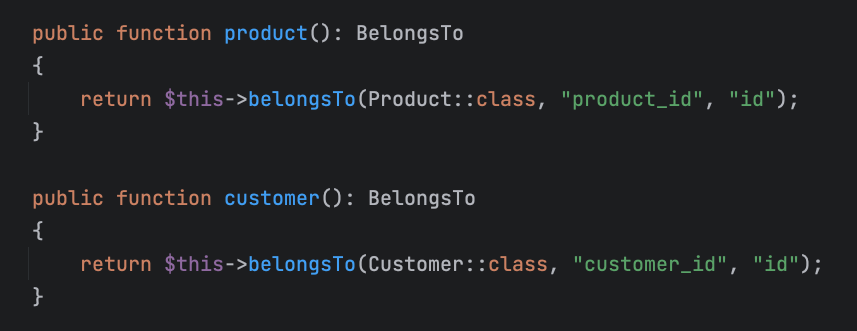 public function product(): BelongsTo
{
    return $this->belongsTo(Product::class, "product_id", "id");
}

public function customer(): BelongsTo
{
    return $this->belongsTo(Customer::class, "customer_id", "id");
}